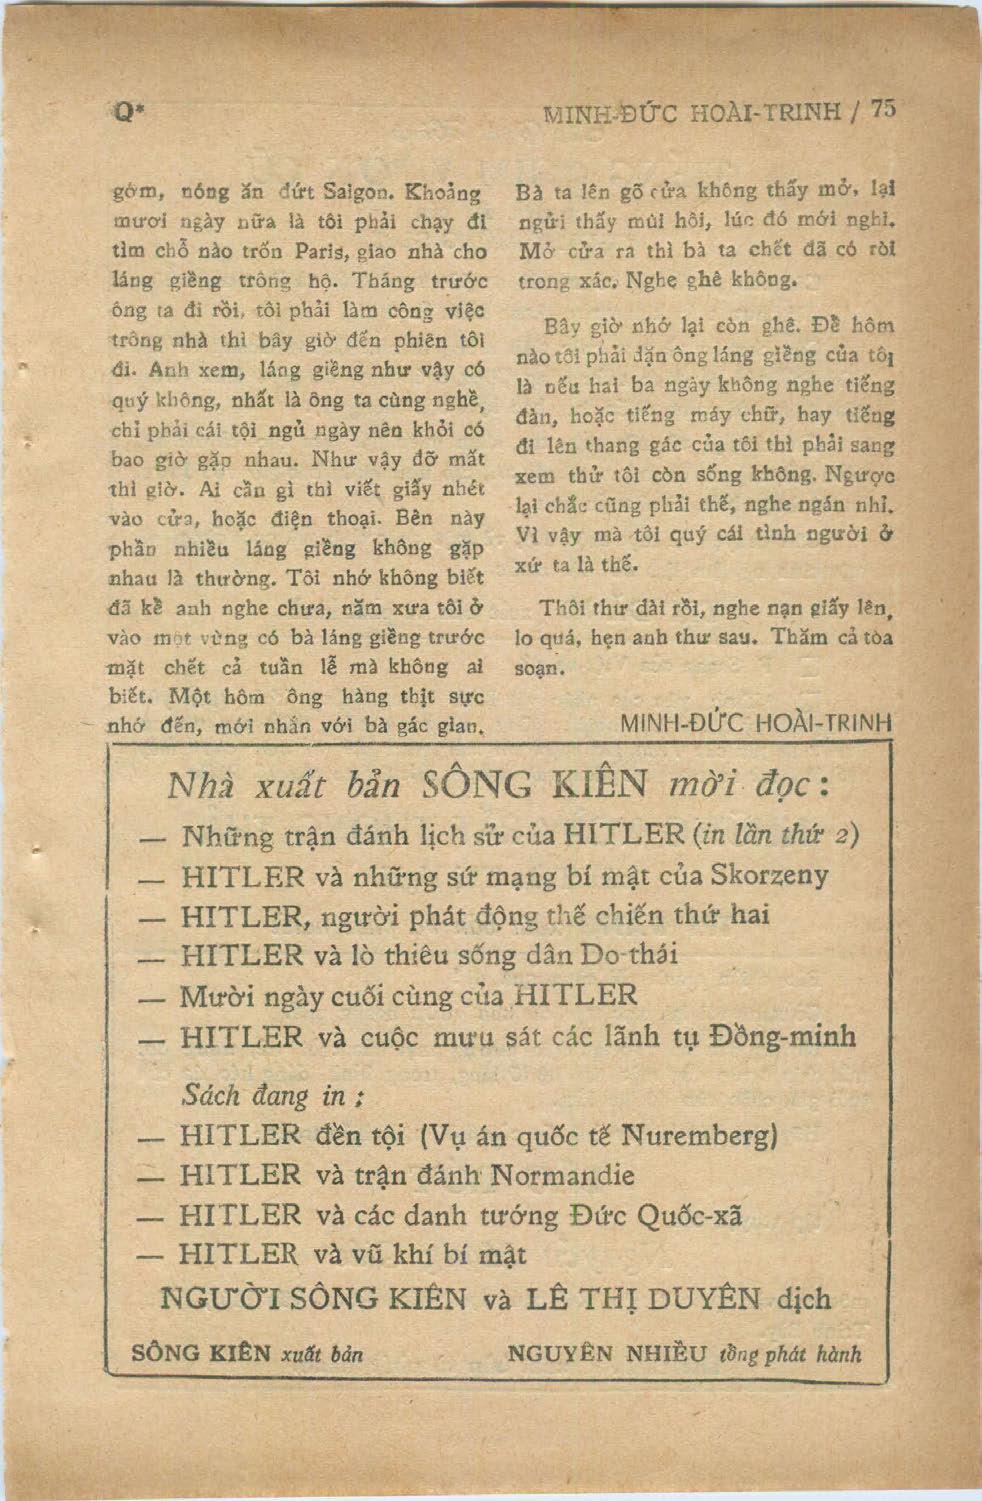 Q* MINH-ĐỨC HOÀI-TRINH / 75
góm, nóng ăn đứt Saigon. Khoảng
mươi ngày nữa là tôi phải chạy đi
tìm chỗ nào trốn Paris, giao nhà cho
láng giềng trông hộ. Tháng trước
ông ta đi rồi, tôi phải làm công việc
trông nhà thì bây giờ đến phiên tôi
đi. Anh xem, láng giềng như vậy có
quý không, nhất là ông ta cùng nghề,
chỉ phải cái tội ngủ ngày nên khỏi có
bao giờ gặp nhau. Như vậy đỡ mất
thì giờ. Ai cần gì thì viết giấy nhét
vào cửa, hoặc điện thoại. Bên này
phần nhiều láng giềng không gặp
nhau là thường. Tôi nhớ không biết
đã kể anh nghe chưa, năm xưa tôi ở
vào một vùng có bà láng giềng trước
mặt chết cả tuần lễ mà không ai
biết. Một hôm ông hàng thịt sực
nhớ đến, mới nhắn với bà gác gian.
Bà ta lên gõ cửa không thấy mở, lại
ngửi thấy mùi hôi, lúc đó mới nghi.
Mở cửa ra thì bà ta chết đã có ròi
trong xác. Nghe ghê không.
Bây giờ nhớ lại còn ghê. Để hôm
nào tôi phải dặn ông láng giềng của tôi
là nếu hai ba ngày không nghe tiếng
đàn, hoặc tiếng máy chữ, hay tiếng
đi lên thang gác của tôi thì phải sang
xem thử tôi còn sống không. Ngược
lại chắc cũng phải thế, nghe ngán nhỉ.
Vì vậy mà tôi quý cái tình người ở
xứ ta là thế.
Thôi thư dài rồi, nghe nạn giấy lên,
lo quá, hẹn anh thư sau. Thăm cả tòa
soạn.
MINH-ĐỨC HOÀI-TRINH
Nhà xuất bản SÔNG KIÊN mời đọc :
— Những trận đánh lịch sử của HITLER (in lần thứ 2)
— HITLER và những sứ mạng bí mật của Skorzeny
— HITLER, người phát động thế chiến thứ hai
— HITLER và lò thiêu sống dân Do-thái
— Mười ngày cuối cùng của HITLER
— HITLER và cuộc mưu sát các lãnh tụ Đồng-minh
Sách đang in :
— HITLER đền tội (Vụ án quốc tế Nuremberg)
— HITLER và trận đánh Normandie
— HITLER và các danh tướng Đức Quốc-xã
— HITLER và vũ khí bí mật
NGƯỜI SÔNG KIÊN và LÊ THỊ DUYÊN dịch
SÔNG KIÊN xuất bản NGUYÊN NHIỀU tổng phát hành